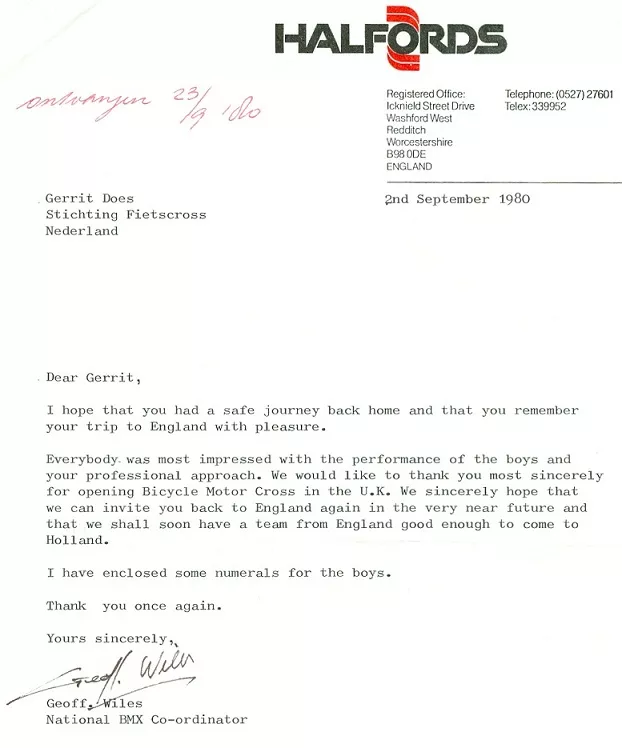 HALFORDS
ontvangen 23/9 '80
Registered Office:
Icknield Street Drive
Washford West
Redditch
Worcestershire
B98 0DE
ENGLAND
Telephone: (0527) 27601
Telex: 339952
Gerrit Does
Stichting Fietscross
Nederland
2nd September 1980
Dear Gerrit,
I hope that you had a safe journey back home and that you remember
your trip to England with pleasure.
Everybody was most impressed with the performance of the boys and
your professional approach. We would like to thank you most sincerely
for opening Bicycle Motor Cross in the U.K. We sincerely hope that
we can invite you back to England again in the very near future and
that we shall soon have a team from England good enough to come to
Holland.
I have enclosed some numerals for the boys.
Thank you once again.
Yours sincerely,
Geoff. Wiles
Geoff. Wiles
National BMX Co-ordinator